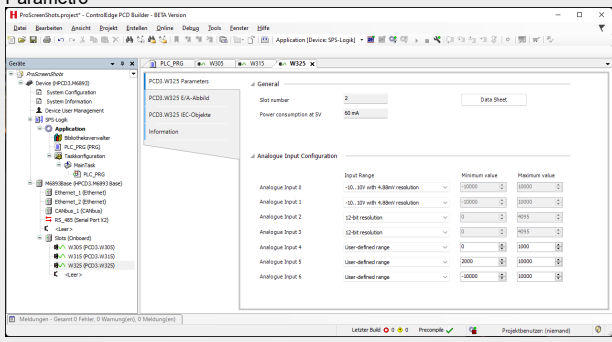 Parametro
ProScreenShots.project* - ControlEdge PCD Builder - BETA Version
Datei Bearbeiten Ansicht Projekt Erstellen Online Debug Tools Fenster Hilfe
Application [Device: SPS-Logik]
Geräte
PLC_PRG W305 W315 W325
ProScreenShots
Device (HPCD3.M6893)
System Configuration
System Information
Device User Management
SPS-Logik
Application
Bibliotheksverwalter
PLC_PRG (PRG)
Taskkonfiguration
MainTask
PLC_PRG
M6893Base (HPCD3.M6893 Base)
Ethernet_1 (Ethernet)
Ethernet_2 (Ethernet)
CANbus_1 (CANbus)
RS_485 (Serial Port X2)
<Leer>
Slots (Onboard)
W305 (PCD3.W305)
W315 (PCD3.W315)
W325 (PCD3.W325)
<Leer>
PCD3.W325 Parameters
PCD3.W325 E/A-Abbild
PCD3.W325 IEC-Objekte
Information
General
Slot number 2 Data Sheet
Power consumption at 5V 60 mA
Analogue Input Configuration
Input Range Minimum value Maximum value
Analogue Input 0 -10..10V with 4.88mV resolution -10000 10000
Analogue Input 1 -10..10V with 4.88mV resolution -10000 10000
Analogue Input 2 12-bit resolution 0 4095
Analogue Input 3 12-bit resolution 0 4095
Analogue Input 4 User-defined range 0 1000
Analogue Input 5 User-defined range 2000 10000
Analogue Input 6 User-defined range -10000 10000
Meldungen - Gesamt 0 Fehler, 0 Warnung(en), 0 Meldung(en)
Letzter Build 0 0 Precompile Projektbenutzer: (niemand)